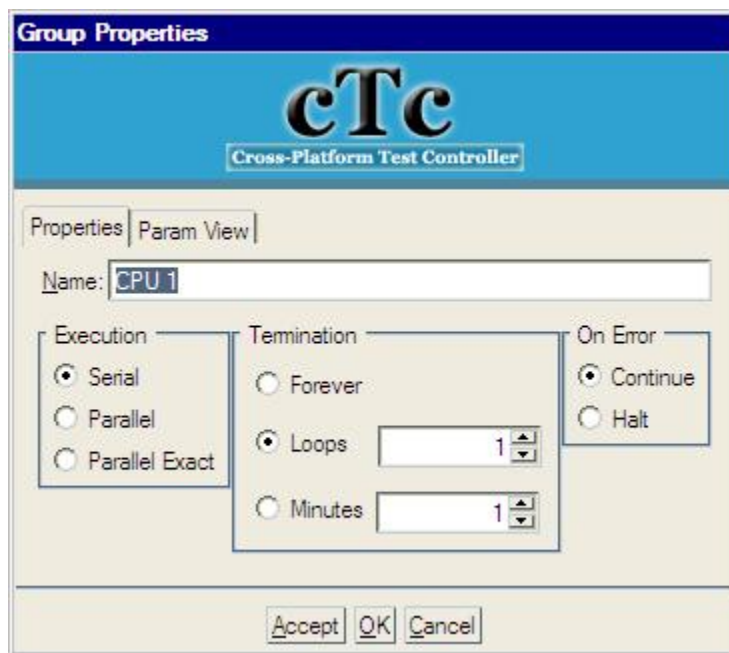 Group Properties
cTc
Cross-Platform Test Controller
Properties Param View
Name: CPU 1
Execution Termination On Error
Serial Forever Continue
Parallel Loops 1 Halt
Parallel Exact Minutes 1
Accept OK Cancel